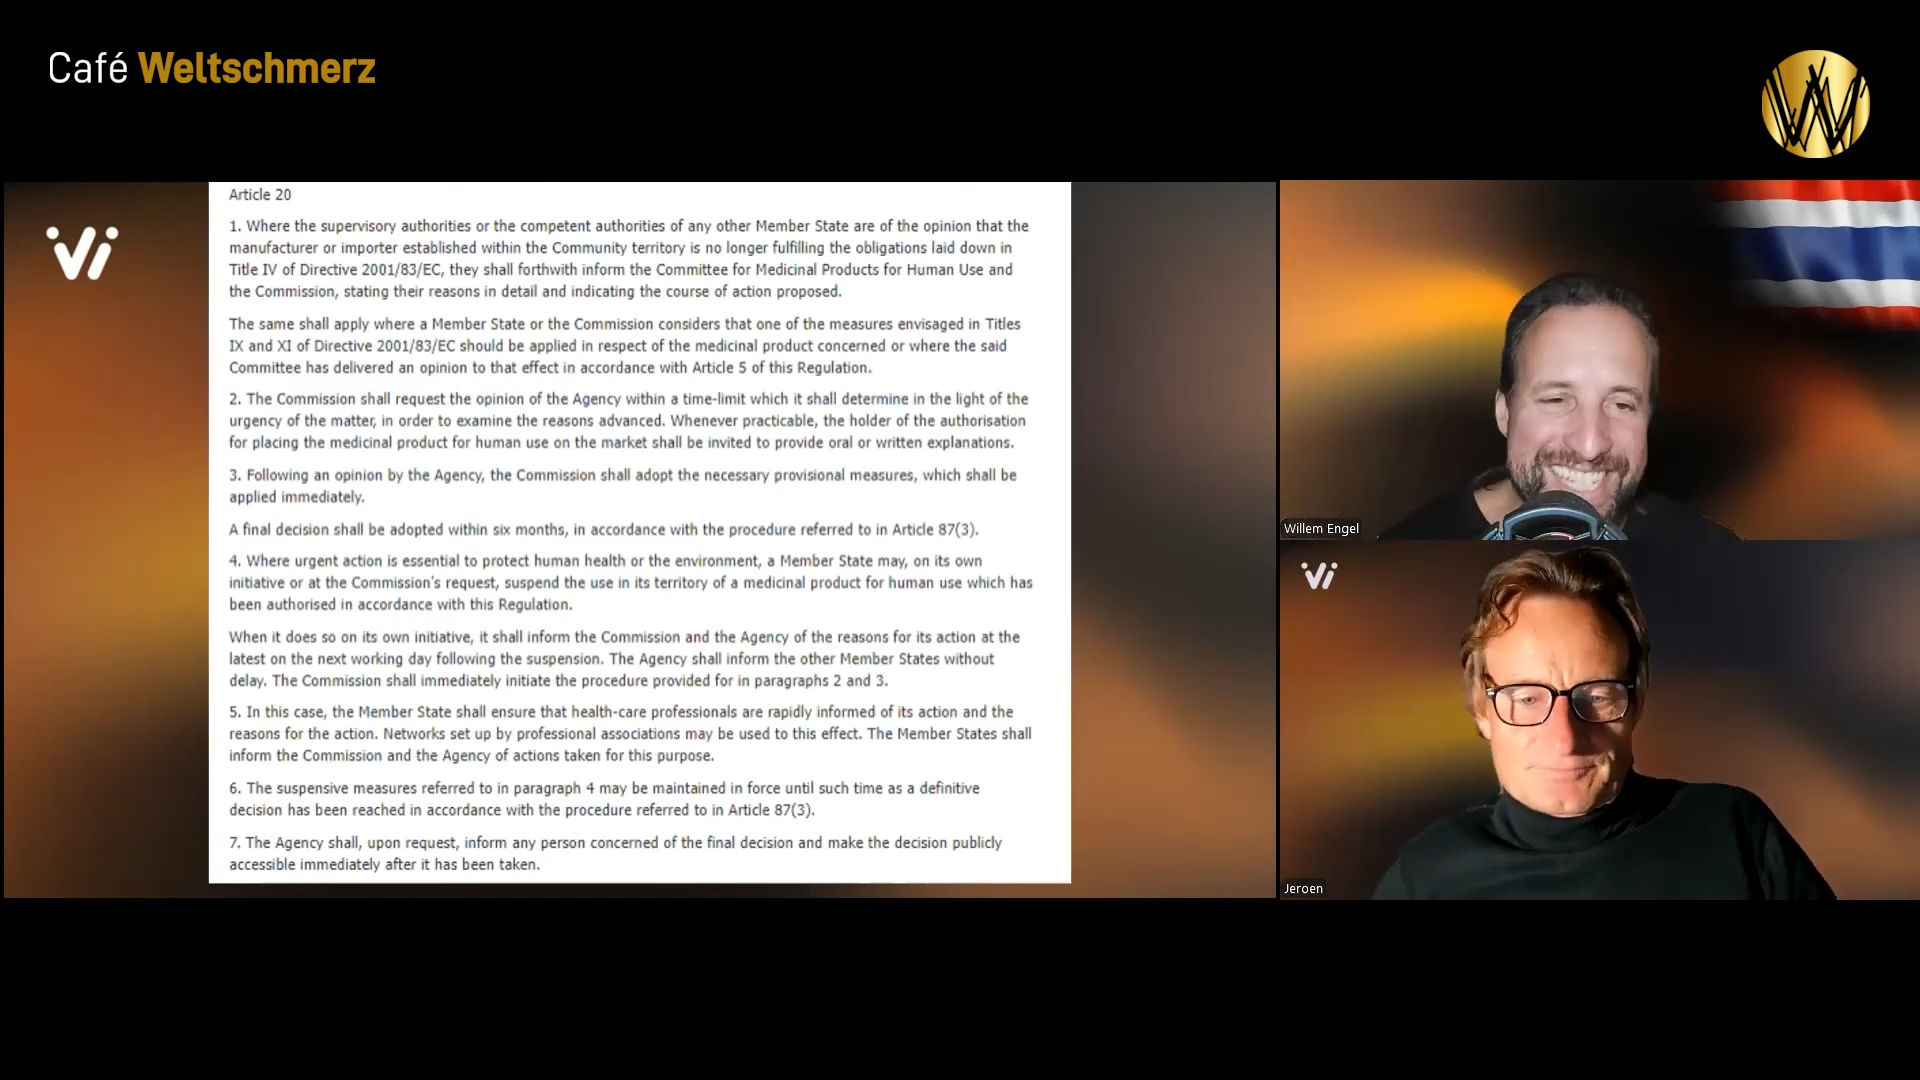 Café Weltschmerz
Article 20
1. Where the supervisory authorities or the competent authorities of any other Member State are of the opinion that the
manufacturer or importer established within the Community territory is no longer fulfilling the obligations laid down in
Title IV of Directive 2001/83/EC, they shall forthwith inform the Committee for Medicinal Products for Human Use and
the Commission, stating their reasons in detail and indicating the course of action proposed.
The same shall apply where a Member State or the Commission considers that one of the measures envisaged in Titles
IX and XI of Directive 2001/83/EC should be applied in respect of the medicinal product concerned or where the said
Committee has delivered an opinion to that effect in accordance with Article 5 of this Regulation.
2. The Commission shall request the opinion of the Agency within a time-limit which it shall determine in the light of the
urgency of the matter, in order to examine the reasons advanced. Whenever practicable, the holder of the authorisation
for placing the medicinal product for human use on the market shall be invited to provide oral or written explanations.
3. Following an opinion by the Agency, the Commission shall adopt the necessary provisional measures, which shall be
applied immediately.
A final decision shall be adopted within six months, in accordance with the procedure referred to in Article 87(3).
4. Where urgent action is essential to protect human health or the environment, a Member State may, on its own
initiative or at the Commission's request, suspend the use in its territory of a medicinal product for human use which has
been authorised in accordance with this Regulation.
When it does so on its own initiative, it shall inform the Commission and the Agency of the reasons for its action at the
latest on the next working day following the suspension. The Agency shall inform the other Member States without
delay. The Commission shall immediately initiate the procedure provided for in paragraphs 2 and 3.
5. In this case, the Member State shall ensure that health-care professionals are rapidly informed of its action and the
reasons for the action. Networks set up by professional associations may be used to this effect. The Member States shall
inform the Commission and the Agency of actions taken for this purpose.
6. The suspensive measures referred to in paragraph 4 may be maintained in force until such time as a definitive
decision has been reached in accordance with the procedure referred to in Article 87(3).
7. The Agency shall, upon request, inform any person concerned of the final decision and make the decision publicly
accessible immediately after it has been taken.
Willem Engel
Jeroen